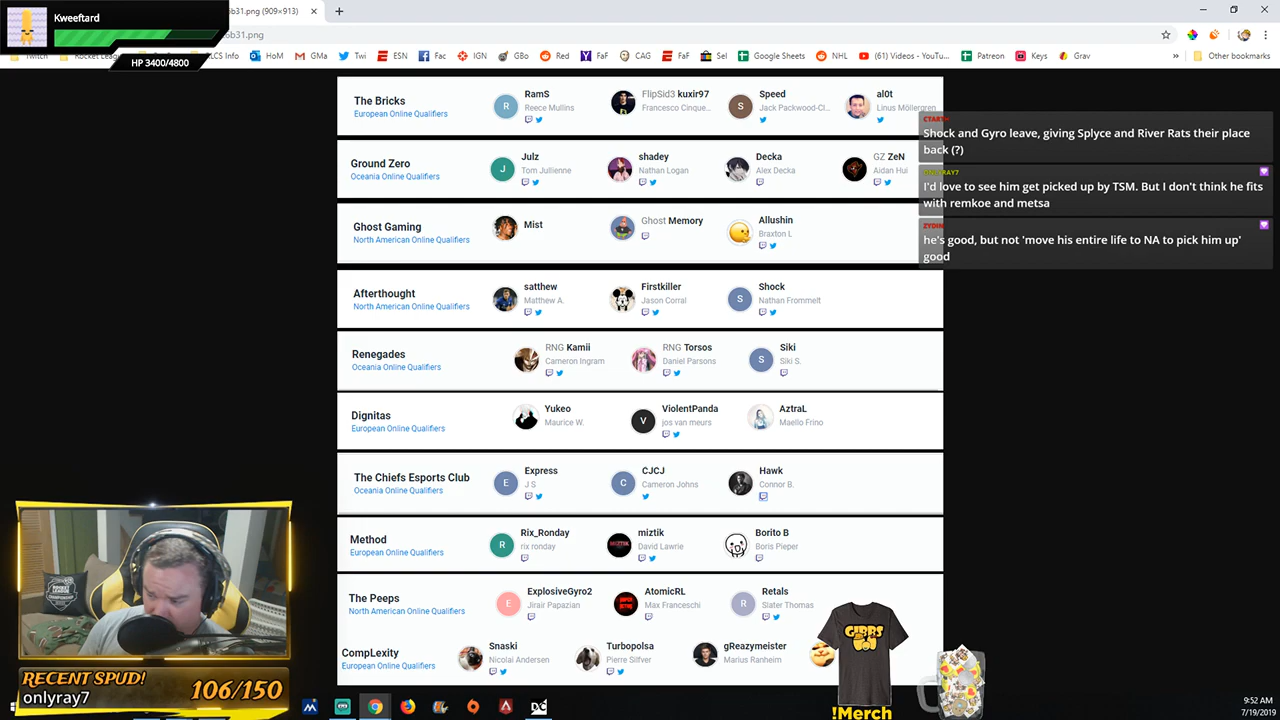 Kweeftard
HP 3400/4800
b31.png (909×913)
6b31.png
Twitch
Rocket Leag
LCS Info
HoM
GMa
Twi
ESN
Fac
IGN
GBo
Red
FaF
CAG
FaF
Sel
Google Sheets
NHL
(61) Videos - YouTu...
Patreon
Keys
Grav
»
Other bookmarks
The Bricks
European Online Qualifiers
R
RamS
Reece Mullins
FlipSid3 kuxir97
Francesco Cinque...
S
Speed
Jack Packwood-Cl...
al0t
Linus Möllergren
Ground Zero
Oceania Online Qualifiers
J
Julz
Tom Jullienne
shadey
Nathan Logan
Decka
Alex Decka
GZ ZeN
Aidan Hui
Ghost Gaming
North American Online Qualifiers
Mist
Ghost Memory
Allushin
Braxton L
Afterthought
North American Online Qualifiers
satthew
Matthew A.
Firstkiller
Jason Corral
S
Shock
Nathan Frommelt
Renegades
Oceania Online Qualifiers
RNG Kamii
Cameron Ingram
RNG Torsos
Daniel Parsons
S
Siki
Siki S.
Dignitas
European Online Qualifiers
Yukeo
Maurice W.
V
ViolentPanda
jos van meurs
AztraL
Maello Frino
The Chiefs Esports Club
Oceania Online Qualifiers
E
Express
J S
C
CJCJ
Cameron Johns
Hawk
Connor B.
Method
European Online Qualifiers
R
Rix_Ronday
rix ronday
miztik
David Lawrie
Borito B
Boris Pieper
The Peeps
North American Online Qualifiers
E
ExplosiveGyro2
Jirair Papazian
AtomicRL
Max Franceschi
R
Retals
Slater Thomas
CompLexity
European Online Qualifiers
Snaski
Nicolai Andersen
Turbopolsa
Pierre Silfver
gReazymeister
Marius Ranheim
Shock and Gyro leave, giving Splyce and River Rats their place
back (?)
ONLYRAY7
I'd love to see him get picked up by TSM. But I don't think he fits
with remkoe and metsa
he's good, but not 'move his entire life to NA to pick him up'
good
RECENT SPUD!
onlyray7
106/150
GIBBS
!Merch
9:52 AM
7/19/2019